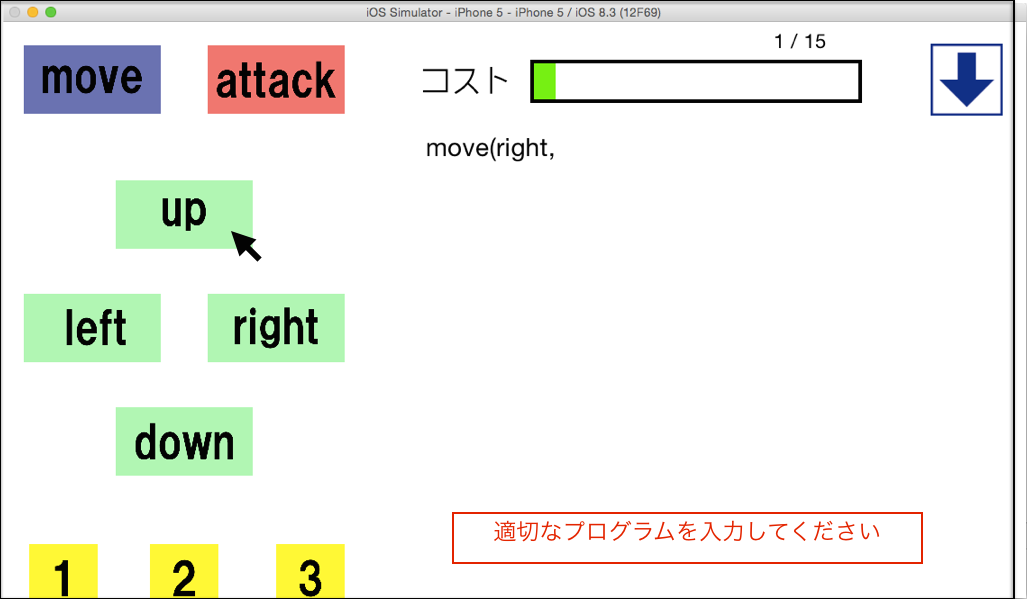 iOS Simulator - iPhone 5 - iPhone 5 / iOS 8.3 (12F69)
move
attack
コスト
1 / 15
move(right,
up
left
right
down
適切なプログラムを入力してください
1
2
3